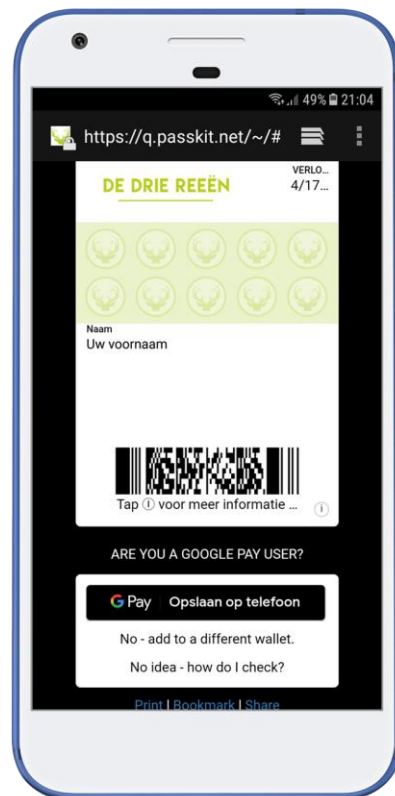 49% 21:04
https://q.passkit.net/~/#
DE DRIE REEËN
VERLO...
4/17...
Naam
Uw voornaam
Tap ⓘ voor meer informatie ...
ARE YOU A GOOGLE PAY USER?
G Pay Opslaan op telefoon
No - add to a different wallet.
No idea - how do I check?
Print | Bookmark | Share